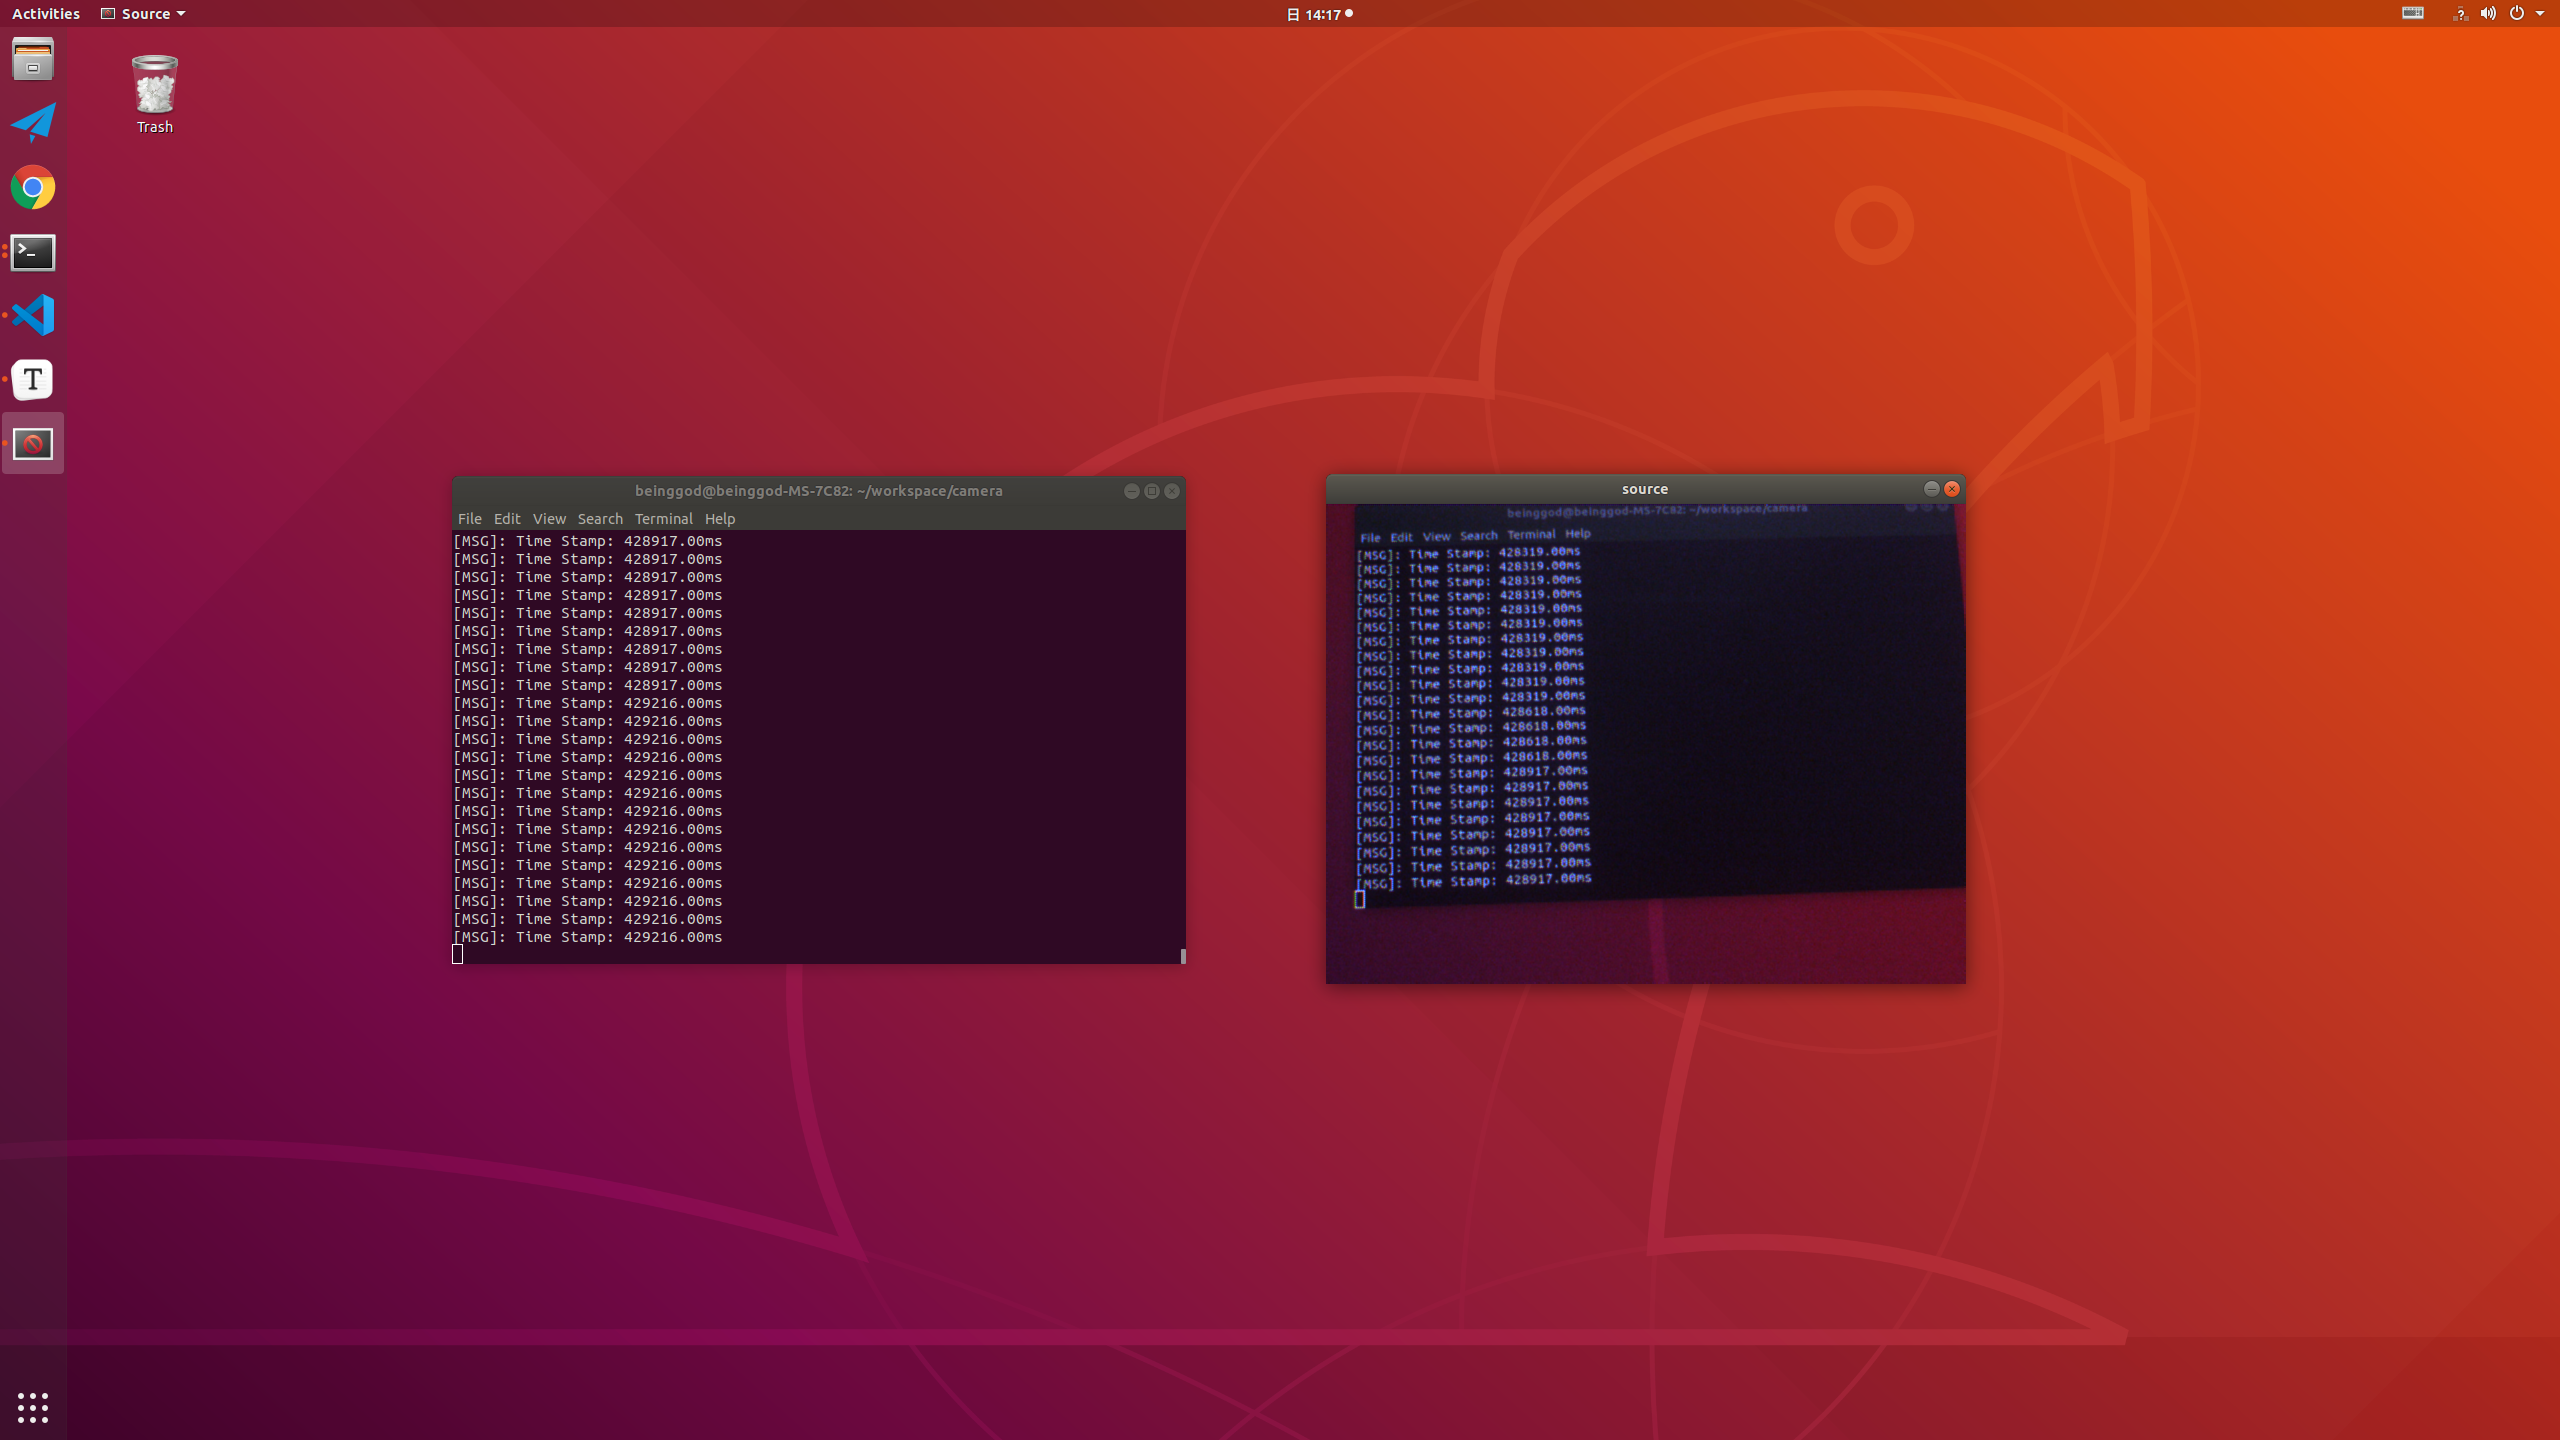 Activities Source 日 14:17
Trash
beinggod@beinggod-MS-7C82: ~/workspace/camera
File Edit View Search Terminal Help
[MSG]: Time Stamp: 428917.00ms
[MSG]: Time Stamp: 428917.00ms
[MSG]: Time Stamp: 428917.00ms
[MSG]: Time Stamp: 428917.00ms
[MSG]: Time Stamp: 428917.00ms
[MSG]: Time Stamp: 428917.00ms
[MSG]: Time Stamp: 428917.00ms
[MSG]: Time Stamp: 428917.00ms
[MSG]: Time Stamp: 428917.00ms
[MSG]: Time Stamp: 429216.00ms
[MSG]: Time Stamp: 429216.00ms
[MSG]: Time Stamp: 429216.00ms
[MSG]: Time Stamp: 429216.00ms
[MSG]: Time Stamp: 429216.00ms
[MSG]: Time Stamp: 429216.00ms
[MSG]: Time Stamp: 429216.00ms
[MSG]: Time Stamp: 429216.00ms
[MSG]: Time Stamp: 429216.00ms
[MSG]: Time Stamp: 429216.00ms
[MSG]: Time Stamp: 429216.00ms
[MSG]: Time Stamp: 429216.00ms
[MSG]: Time Stamp: 429216.00ms
[MSG]: Time Stamp: 429216.00ms
source
beinggod@beinggod-MS-7C82: ~/workspace/camera
File Edit View Search Terminal Help
[MSG]: Time Stamp: 428319.00ms
[MSG]: Time Stamp: 428319.00ms
[MSG]: Time Stamp: 428319.00ms
[MSG]: Time Stamp: 428319.00ms
[MSG]: Time Stamp: 428319.00ms
[MSG]: Time Stamp: 428319.00ms
[MSG]: Time Stamp: 428319.00ms
[MSG]: Time Stamp: 428319.00ms
[MSG]: Time Stamp: 428319.00ms
[MSG]: Time Stamp: 428319.00ms
[MSG]: Time Stamp: 428319.00ms
[MSG]: Time Stamp: 428618.00ms
[MSG]: Time Stamp: 428618.00ms
[MSG]: Time Stamp: 428618.00ms
[MSG]: Time Stamp: 428618.00ms
[MSG]: Time Stamp: 428917.00ms
[MSG]: Time Stamp: 428917.00ms
[MSG]: Time Stamp: 428917.00ms
[MSG]: Time Stamp: 428917.00ms
[MSG]: Time Stamp: 428917.00ms
[MSG]: Time Stamp: 428917.00ms
[MSG]: Time Stamp: 428917.00ms
[MSG]: Time Stamp: 428917.00ms